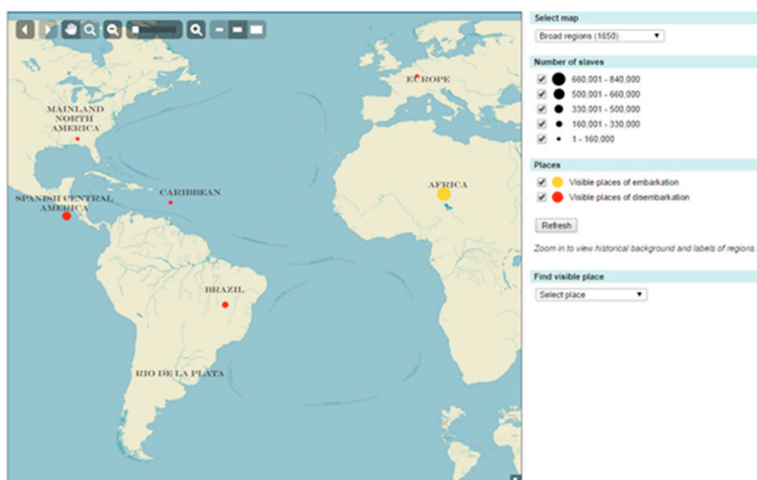 Select map
Broad regions (1650)
Number of slaves
660,001 - 840,000
500,001 - 660,000
330,001 - 500,000
160,001 - 330,000
1 - 160,000
Places
Visible places of embarkation
Visible places of disembarkation
Refresh
Zoom in to view historical background and labels of regions.
Find visible place
Select place
EUROPE
MAINLAND
NORTH
AMERICA
AFRICA
CARIBBEAN
SPANISH CENTRAL
AMERICA
BRAZIL
RIO DE LA PLATA